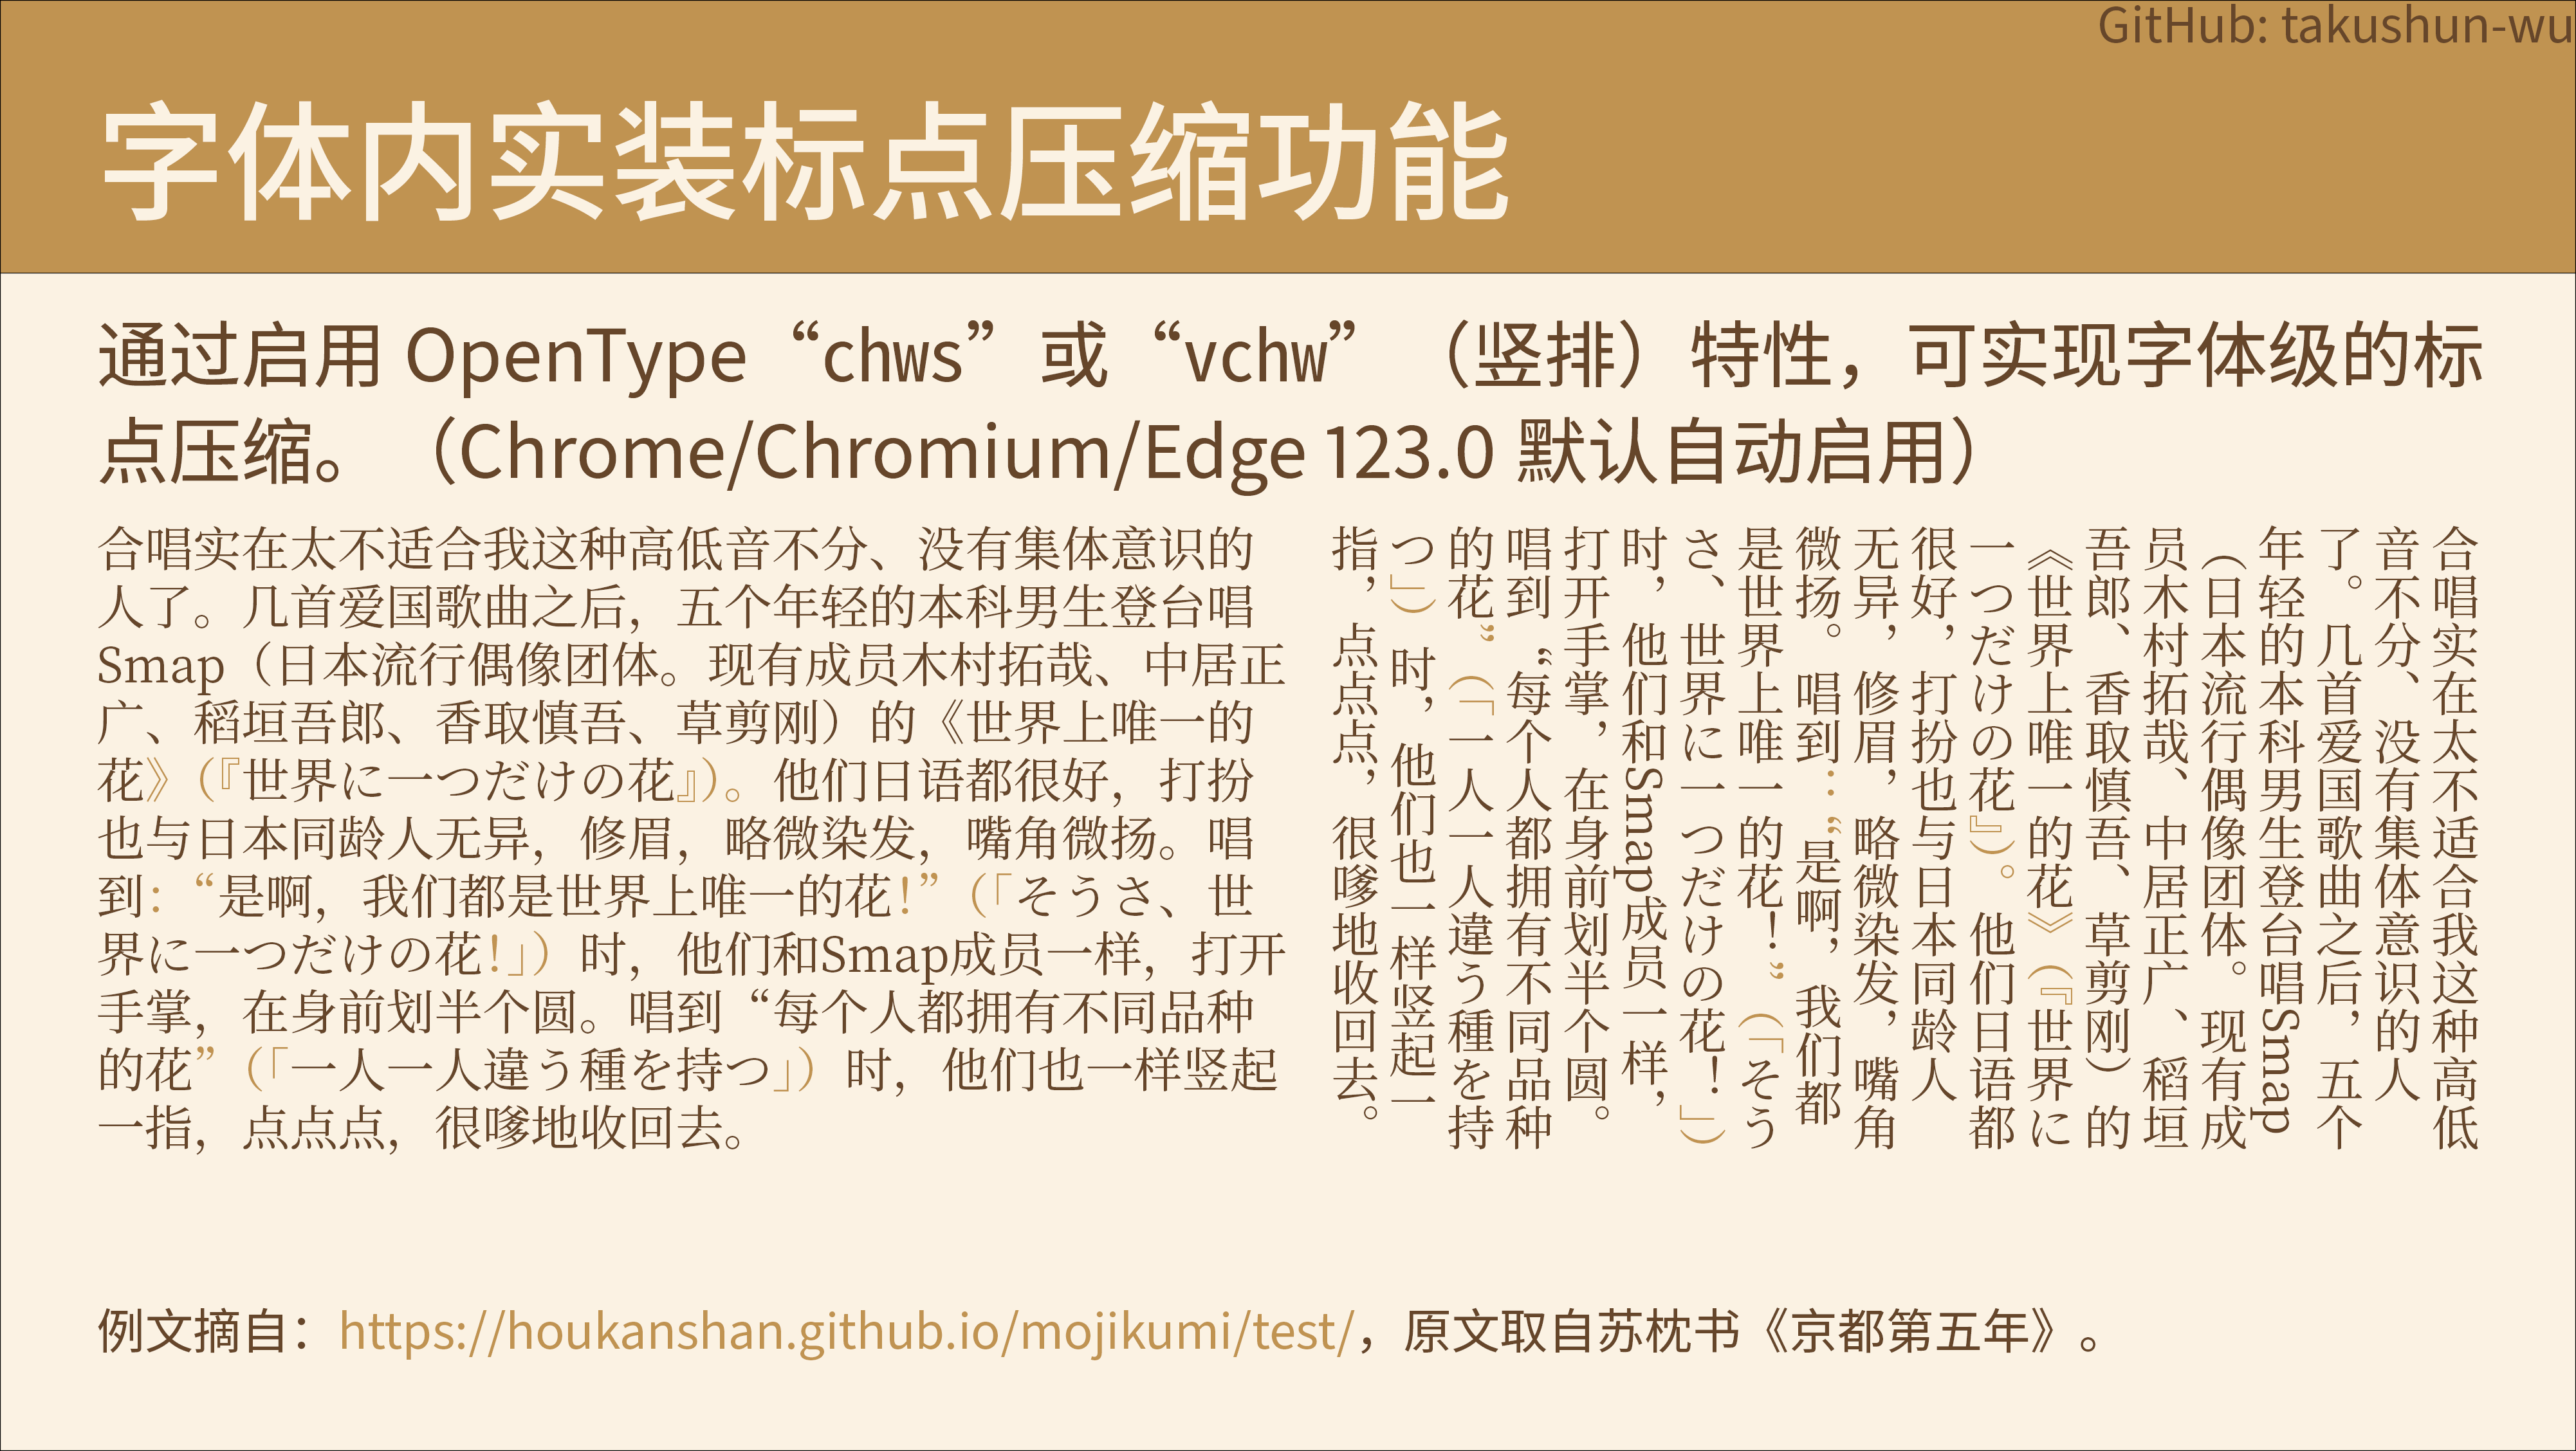 GitHub: takushun-wu
字体内实装标点压缩功能
通过启用 OpenType“chws”或“vchw”（竖排）特性，可实现字体级的标
点压缩。（Chrome/Chromium/Edge 123.0 默认自动启用）
合唱实在太不适合我这种高低音不分、没有集体意识的
人了。几首爱国歌曲之后，五个年轻的本科男生登台唱
Smap（日本流行偶像团体。现有成员木村拓哉、中居正
广、稻垣吾郎、香取慎吾、草剪刚）的《世界上唯一的
花》（『世界に一つだけの花』）。他们日语都很好，打扮
也与日本同龄人无异，修眉，略微染发，嘴角微扬。唱
到：“是啊，我们都是世界上唯一的花！”（「そうさ、世
界に一つだけの花！」）时，他们和Smap成员一样，打开
手掌，在身前划半个圆。唱到“每个人都拥有不同品种
的花”（「一人一人違う種を持つ」）时，他们也一样竖起
一指，点点点，很嗲地收回去。
合唱实在太不适合我这种高低
音不分、没有集体意识的人
了。几首爱国歌曲之后，五个
年轻的本科男生登台唱Smap
（日本流行偶像团体。现有成
员木村拓哉、中居正广、稻垣
吾郎、香取慎吾、草剪刚）的
《世界上唯一的花》（『世界に
一つだけの花』）。他们日语都
很好，打扮也与日本同龄人
无异，修眉，略微染发，嘴角
微扬。唱到：“是啊，我们都
是世界上唯一的花！”（「そう
さ、世界に一つだけの花！」）
时，他们和Smap成员一样，
打开手掌，在身前划半个圆。
唱到“每个人都拥有不同品种
的花”（「一人一人違う種を持
つ」）时，他们也一样竖起一
指，点点点，很嗲地收回去。
例文摘自：https://houkanshan.github.io/mojikumi/test/，原文取自苏枕书《京都第五年》。